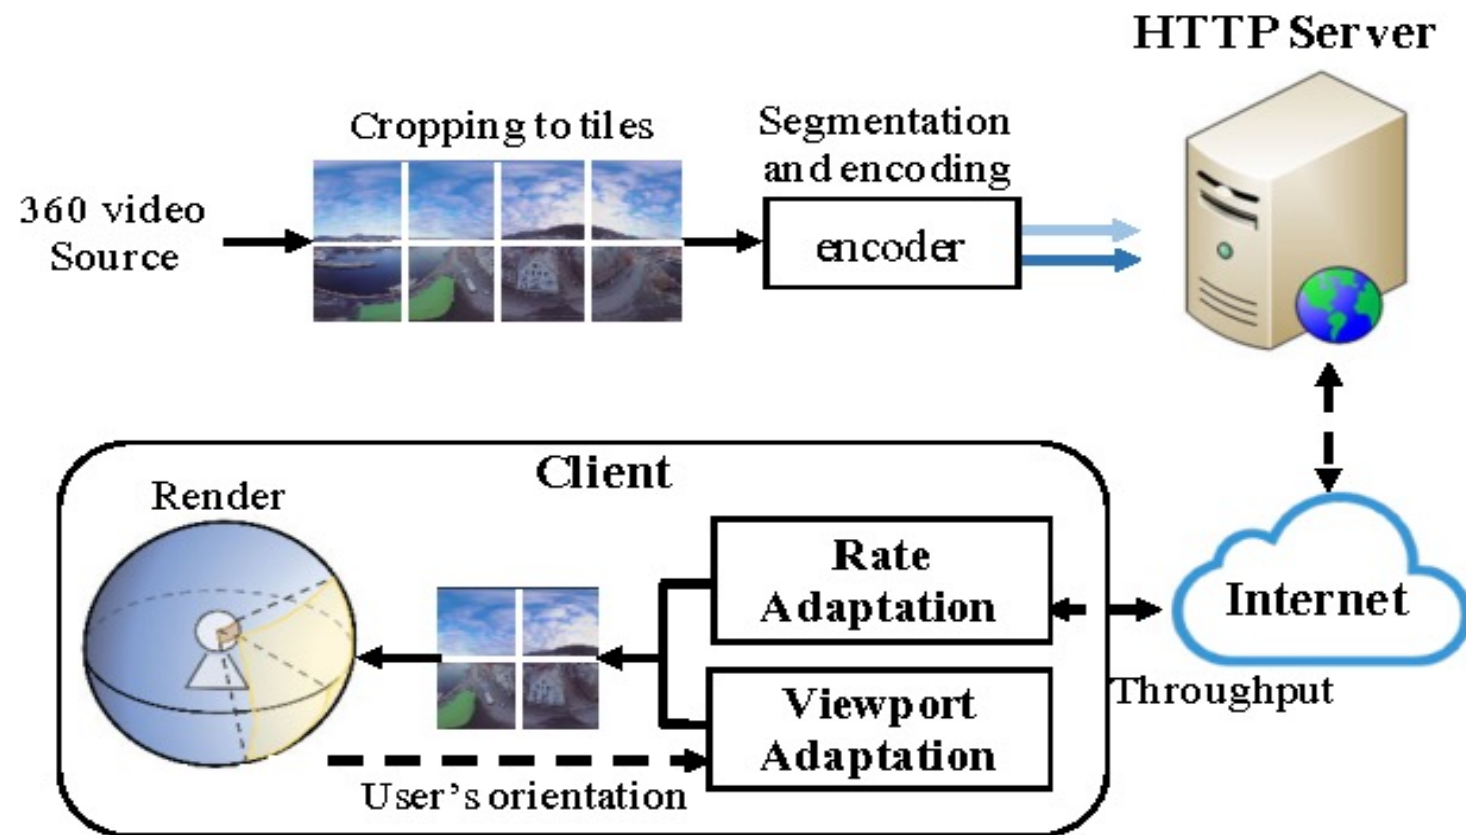 HTTP Server
Cropping to tiles
Segmentation
and encoding
360 video
Source
encoder
Client
Render
Rate
Adaptation
Internet
Throughput
Viewport
Adaptation
User's orientation